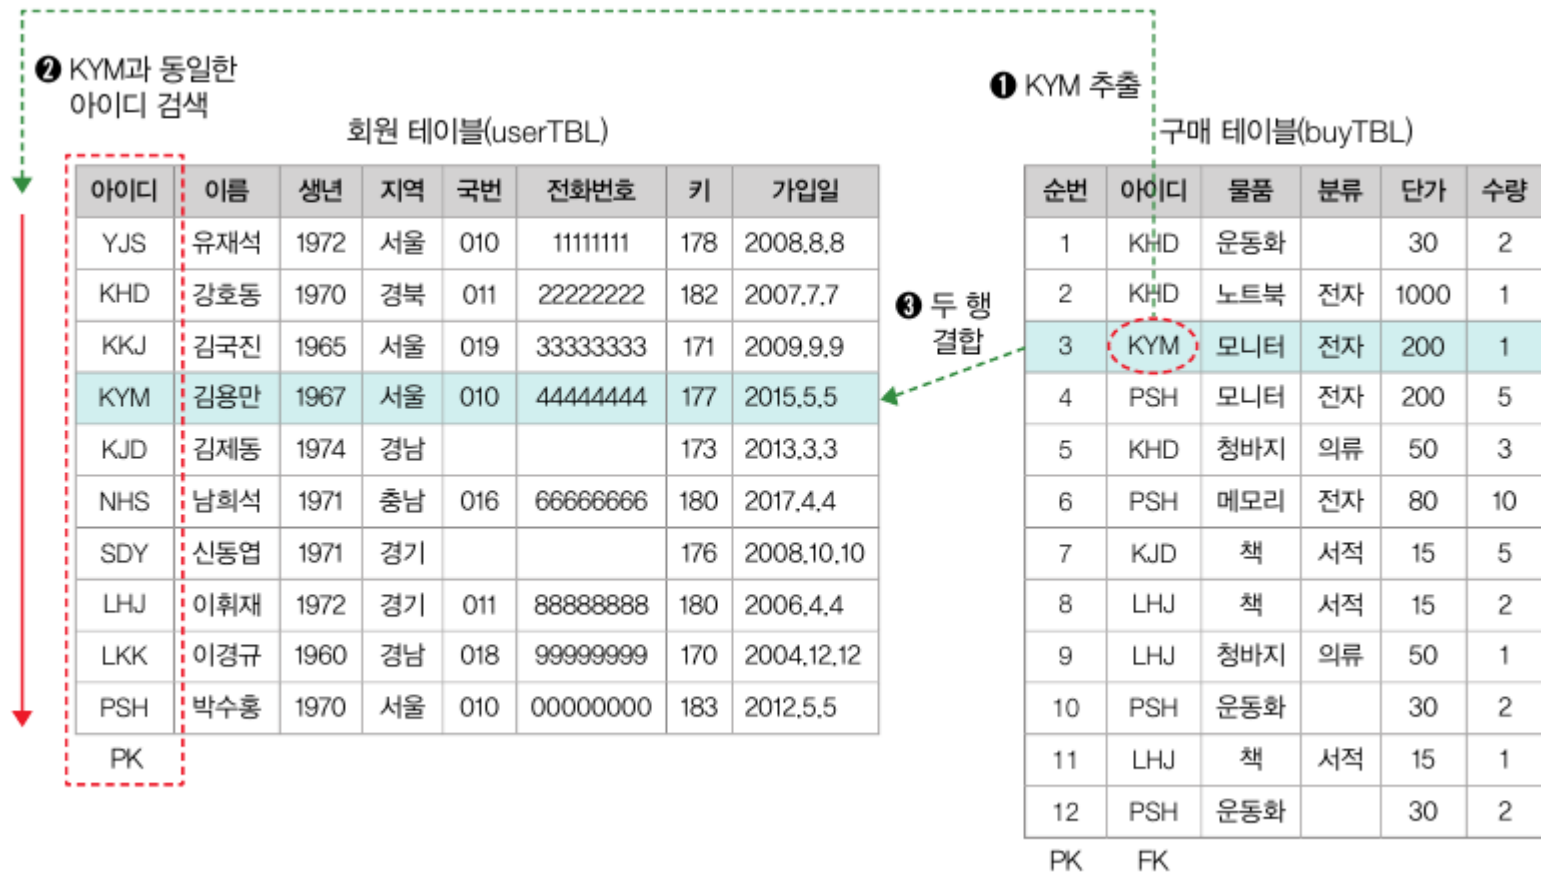 ❷ KYM과 동일한
아이디 검색
❶ KYM 추출
회원 테이블(userTBL)
구매 테이블(buyTBL)
아이디 이름 생년 지역 국번 전화번호 키 가입일
YJS 유재석 1972 서울 010 11111111 178 2008.8.8
KHD 강호동 1970 경북 011 22222222 182 2007.7.7
KKJ 김국진 1965 서울 019 33333333 171 2009.9.9
KYM 김용만 1967 서울 010 44444444 177 2015.5.5
KJD 김제동 1974 경남 173 2013.3.3
NHS 남희석 1971 충남 016 66666666 180 2017.4.4
SDY 신동엽 1971 경기 176 2008.10.10
LHJ 이휘재 1972 경기 011 88888888 180 2006.4.4
LKK 이경규 1960 경남 018 99999999 170 2004.12.12
PSH 박수홍 1970 서울 010 00000000 183 2012.5.5
PK
❸ 두 행
결합
순번 아이디 물품 분류 단가 수량
1 KHD 운동화 30 2
2 KHD 노트북 전자 1000 1
3 KYM 모니터 전자 200 1
4 PSH 모니터 전자 200 5
5 KHD 청바지 의류 50 3
6 PSH 메모리 전자 80 10
7 KJD 책 서적 15 5
8 LHJ 책 서적 15 2
9 LHJ 청바지 의류 50 1
10 PSH 운동화 30 2
11 LHJ 책 서적 15 1
12 PSH 운동화 30 2
PK FK